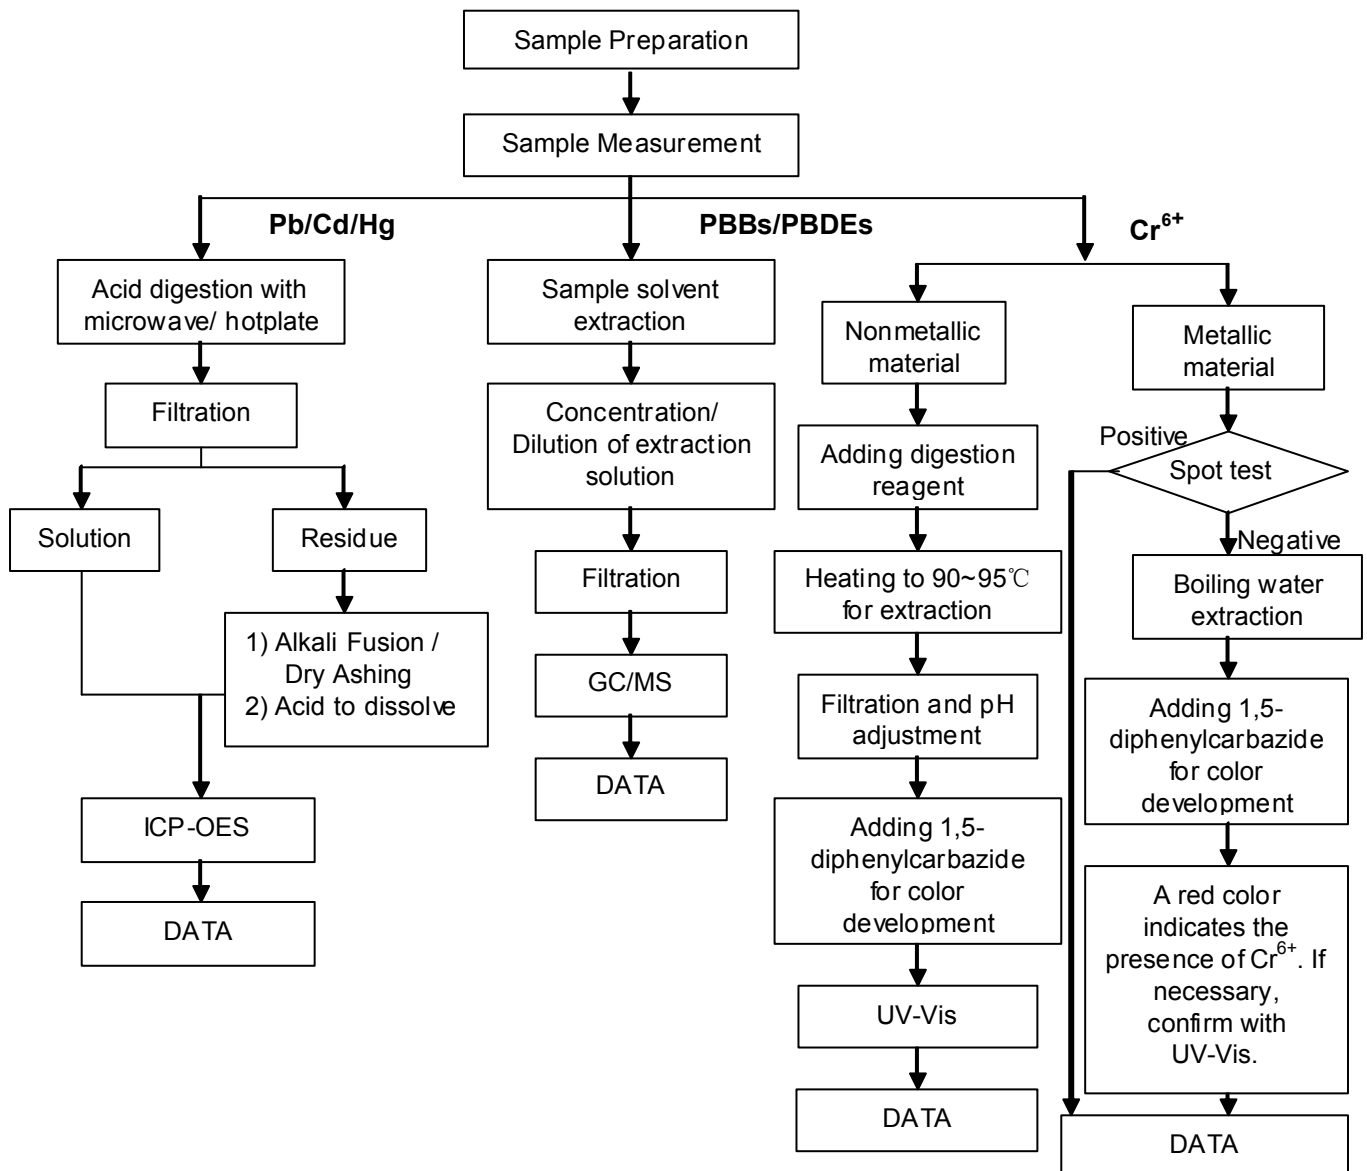 Sample Preparation
Sample Measurement
Pb/Cd/Hg
PBBs/PBDEs
Cr⁶⁺
Acid digestion with
microwave/ hotplate
Filtration
Solution
Residue
1) Alkali Fusion /
Dry Ashing
2) Acid to dissolve
ICP-OES
DATA
Sample solvent
extraction
Concentration/
Dilution of extraction
solution
Filtration
GC/MS
DATA
Nonmetallic
material
Adding digestion
reagent
Heating to 90~95℃
for extraction
Filtration and pH
adjustment
Adding 1,5-
diphenylcarbazide
for color
development
UV-Vis
DATA
Metallic
material
Positive
Spot test
Negative
Boiling water
extraction
Adding 1,5-
diphenylcarbazide
for color
development
A red color
indicates the
presence of Cr⁶⁺. If
necessary,
confirm with
UV-Vis.
DATA